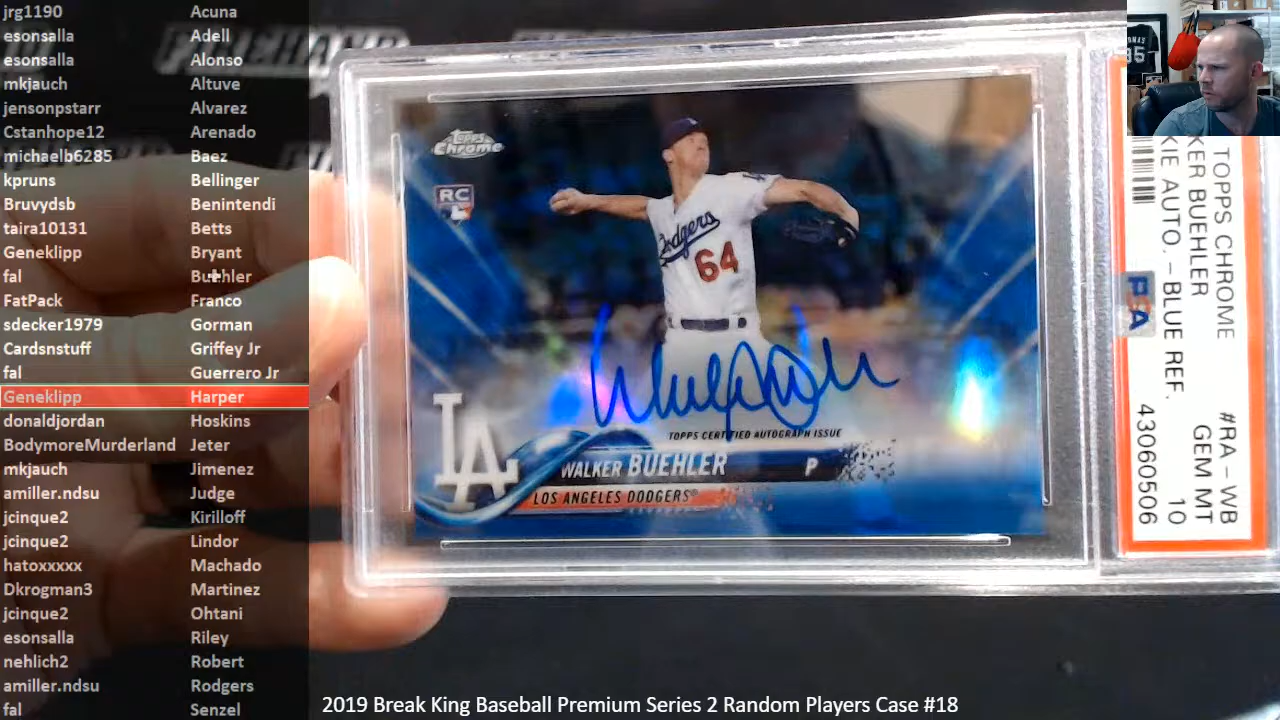 jrg1190 Acuna
esonsalla Adell
esonsalla Alonso
mkjauch Altuve
jensonpstarr Alvarez
Cstanhope12 Arenado
michaelb6285 Baez
kpruns Bellinger
Bruvydsb Benintendi
taira10131 Betts
Geneklipp Bryant
fal Buehler
FatPack Franco
sdecker1979 Gorman
Cardsnstuff Griffey Jr
fal Guerrero Jr
Geneklipp Harper
donaldjordan Hoskins
BodymoreMurderland Jeter
mkjauch Jimenez
amiller.ndsu Judge
jcinque2 Kirilloff
jcinque2 Lindor
hatoxxxxx Machado
Dkrogman3 Martinez
jcinque2 Ohtani
esonsalla Riley
nehlich2 Robert
amiller.ndsu Rodgers
fal Senzel
Topps
Chrome
RC
Dodgers
64
TOPPS CERTIFIED AUTOGRAPH ISSUE
LA
WALKER BUEHLER P
LOS ANGELES DODGERS
TOPPS CHROME #RA-WB
KER BUEHLER GEM MT
KIE AUTO.-BLUE REF. 10
43060506
PSA
35
2019 Break King Baseball Premium Series 2 Random Players Case #18